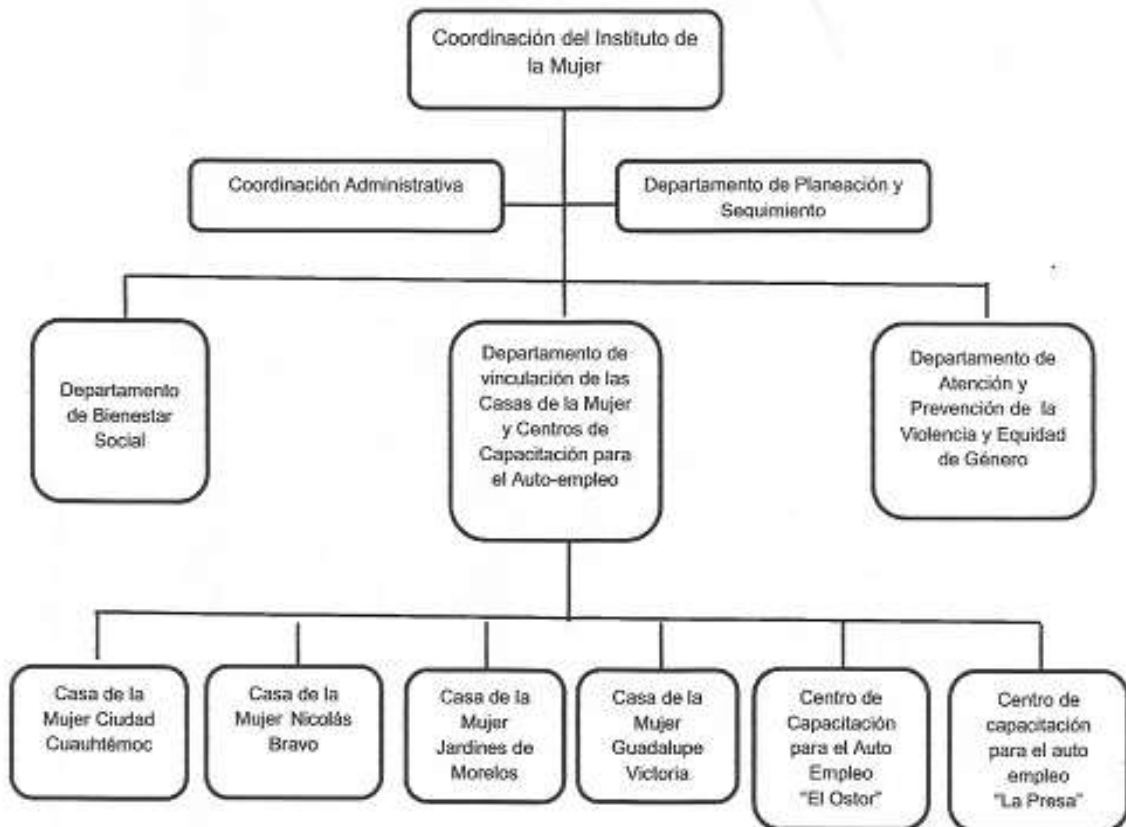 Coordinación del Instituto de
la Mujer
Coordinación Administrativa
Departamento de Planeación y
Sequimiento
Departamento
de Bienestar
Social
Departamento de
vinculación de las
Casas de la Mujer
y Centros de
Capacitación para
el Auto-empleo
Departamento de
Atención y
Prevención de la
Violencia y Equidad
de Género
Casa de la
Mujer Ciudad
Cuauhtémoc
Casa de la
Mujer Nicolás
Bravo
Casa de la
Mujer
Jardines de
Morelos
Casa de la
Mujer
Guadalupe
Victoria
Centro de
Capacitación
para el Auto
Empleo
"El Ostor"
Centro de
capacitación
para el auto
empleo
"La Presa"